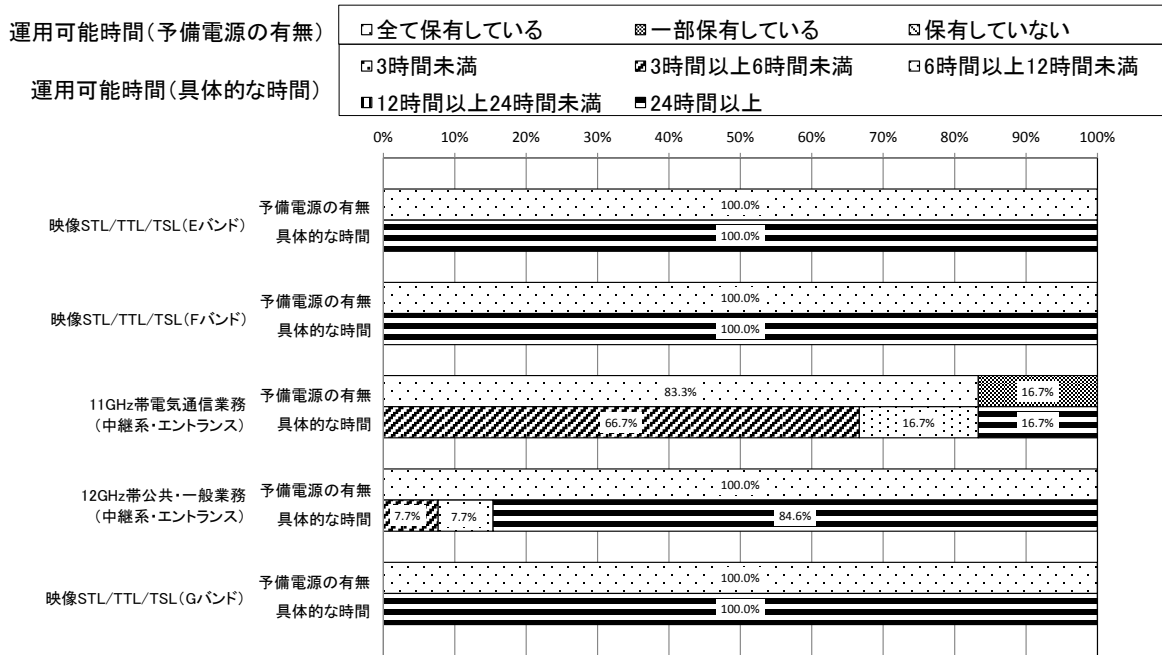 運用可能時間(予備電源の有無)
全て保有している 一部保有している 保有していない
運用可能時間(具体的な時間)
3時間未満 3時間以上6時間未満 6時間以上12時間未満
12時間以上24時間未満 24時間以上
0% 10% 20% 30% 40% 50% 60% 70% 80% 90% 100%
映像STL/TTL/TSL(Eバンド)
予備電源の有無 100.0%
具体的な時間 100.0%
映像STL/TTL/TSL(Fバンド)
予備電源の有無 100.0%
具体的な時間 100.0%
11GHz帯電気通信業務
(中継系・エントランス)
予備電源の有無 83.3% 16.7%
具体的な時間 66.7% 16.7% 16.7%
12GHz帯公共・一般業務
(中継系・エントランス)
予備電源の有無 100.0%
具体的な時間 7.7% 7.7% 84.6%
映像STL/TTL/TSL(Gバンド)
予備電源の有無 100.0%
具体的な時間 100.0%